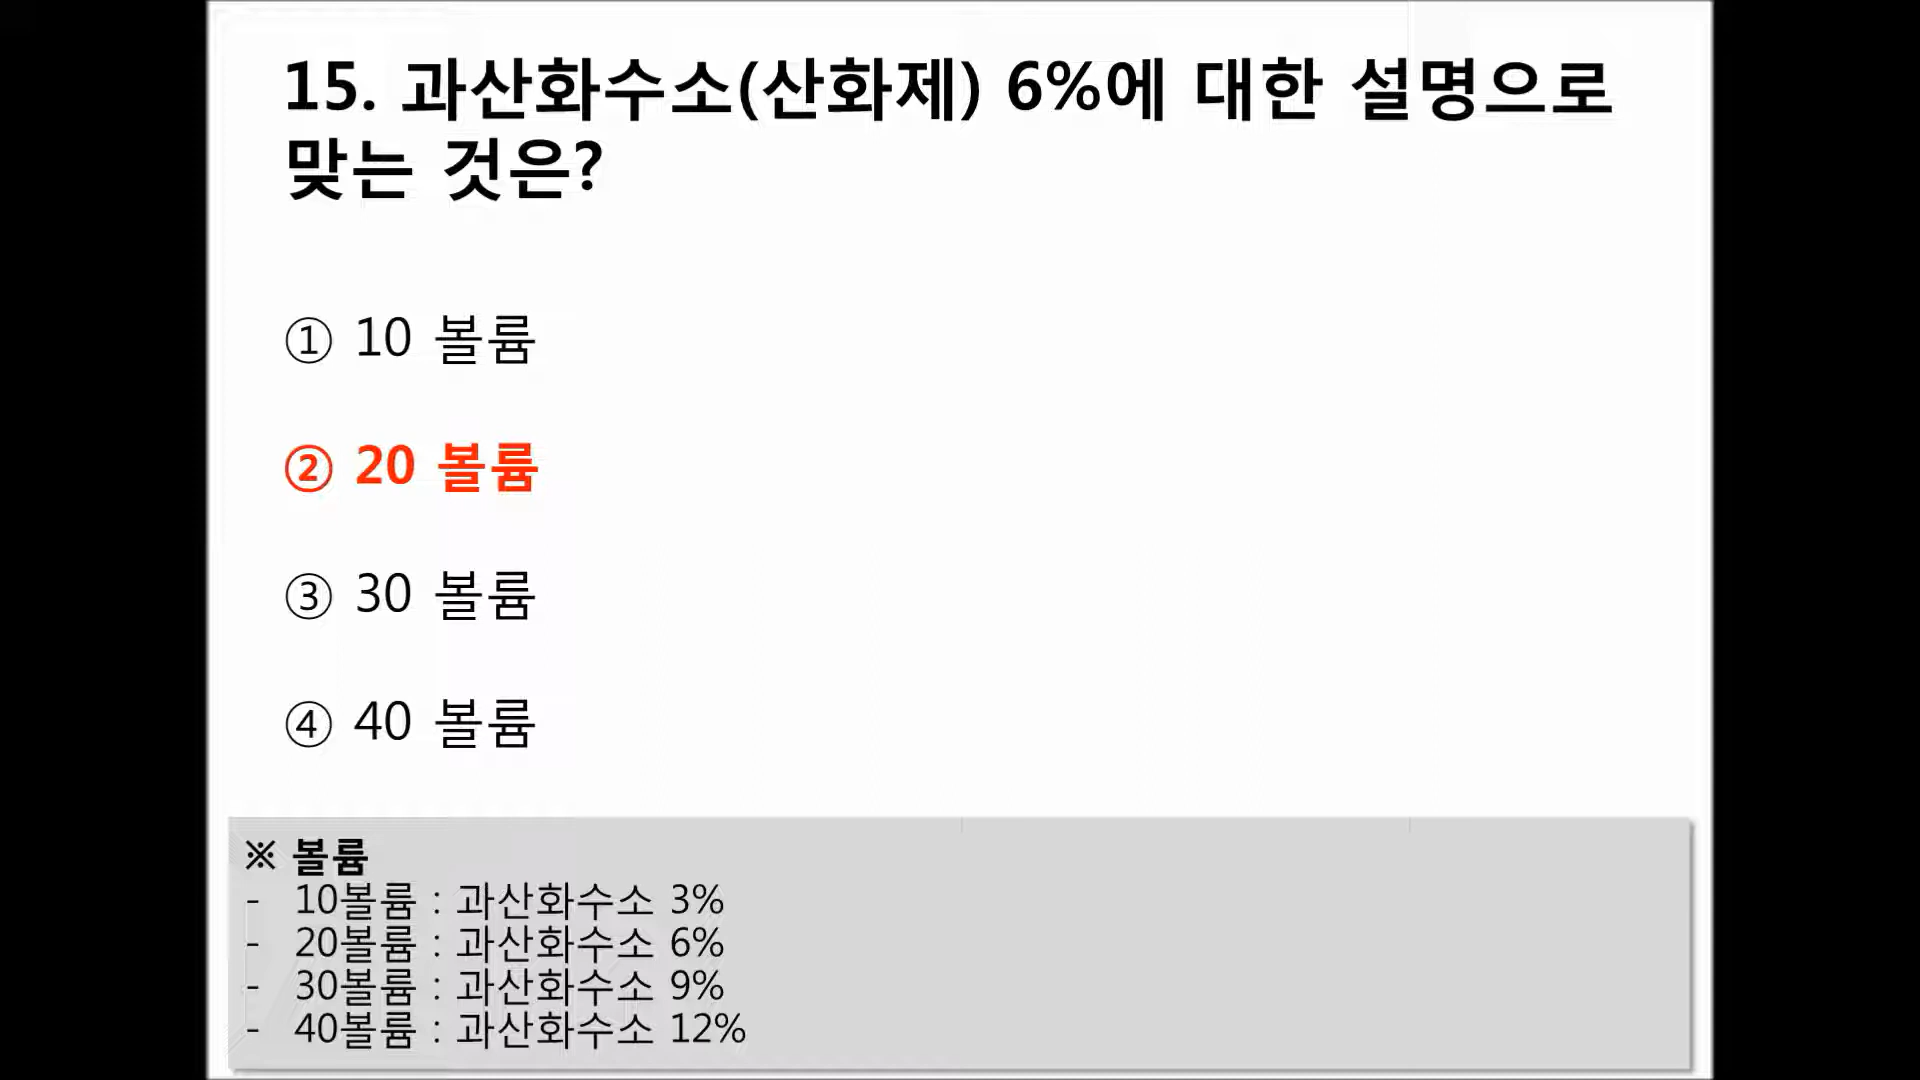 15. 과산화수소(산화제) 6%에 대한 설명으로
맞는 것은?
① 10 볼륨
② 20 볼륨
③ 30 볼륨
④ 40 볼륨
※ 볼륨
- 10볼륨 : 과산화수소 3%
- 20볼륨 : 과산화수소 6%
- 30볼륨 : 과산화수소 9%
- 40볼륨 : 과산화수소 12%